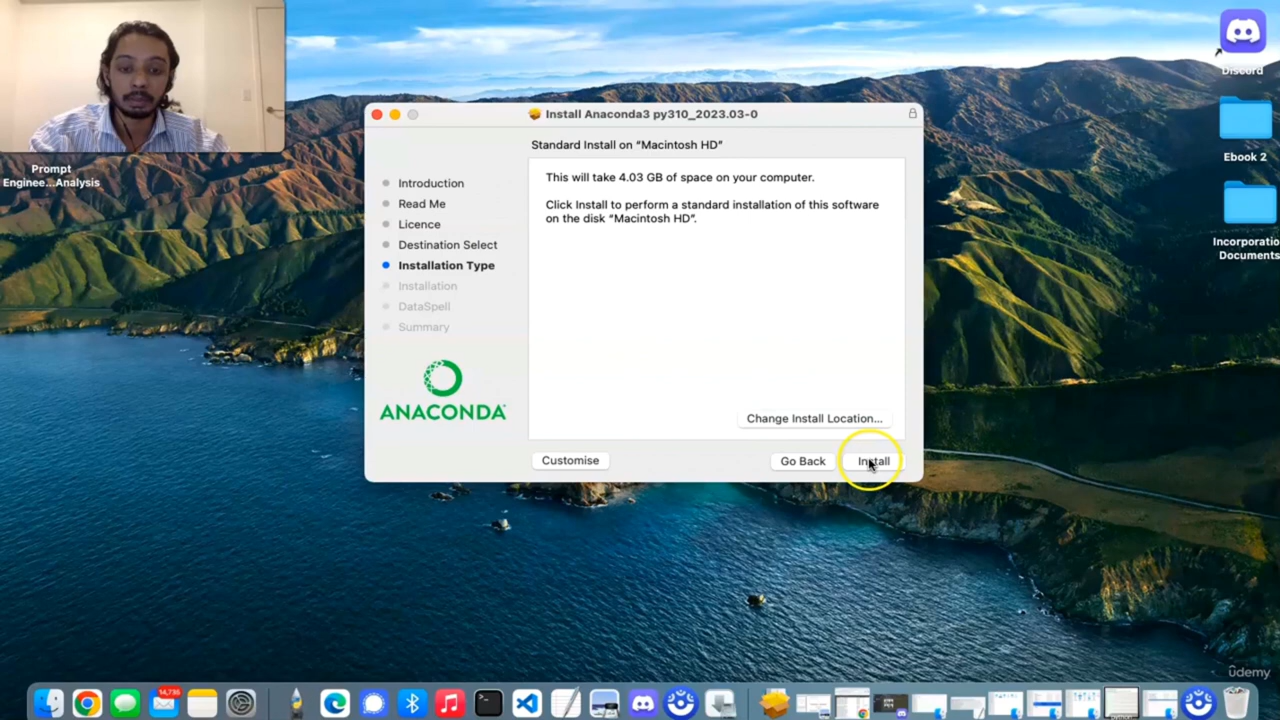 Discord
Prompt
Enginee...Analysis
Ebook 2
Incorporatio
Documents
Install Anaconda3 py310_2023.03-0
Standard Install on “Macintosh HD”
Introduction
Read Me
Licence
Destination Select
Installation Type
Installation
DataSpell
Summary
ANACONDA
This will take 4.03 GB of space on your computer.
Click Install to perform a standard installation of this software
on the disk “Macintosh HD”.
Change Install Location...
Customise
Go Back
Install
udemy
14,735